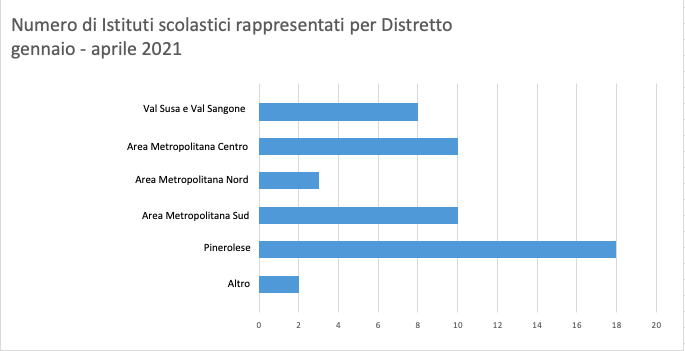 Numero di Istituti scolastici rappresentati per Distretto
gennaio - aprile 2021
Val Susa e Val Sangone
Area Metropolitana Centro
Area Metropolitana Nord
Area Metropolitana Sud
Pinerolese
Altro
0 2 4 6 8 10 12 14 16 18 20